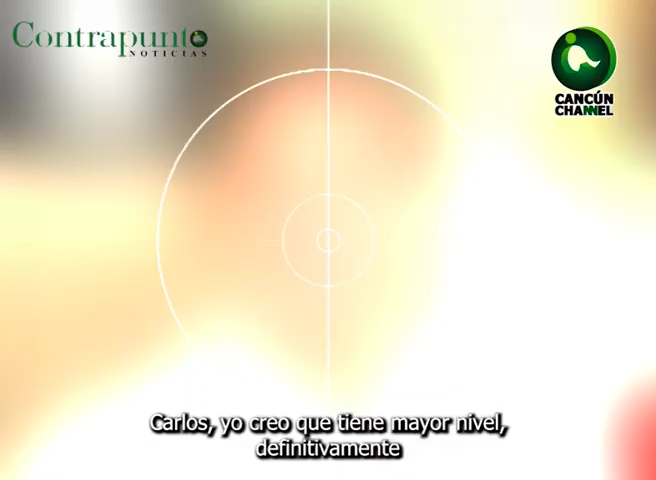 Contrapunto
NOTICIAS
CANCÚN
CHANNEL
Carlos, yo creo que tiene mayor nivel,
definitivamente